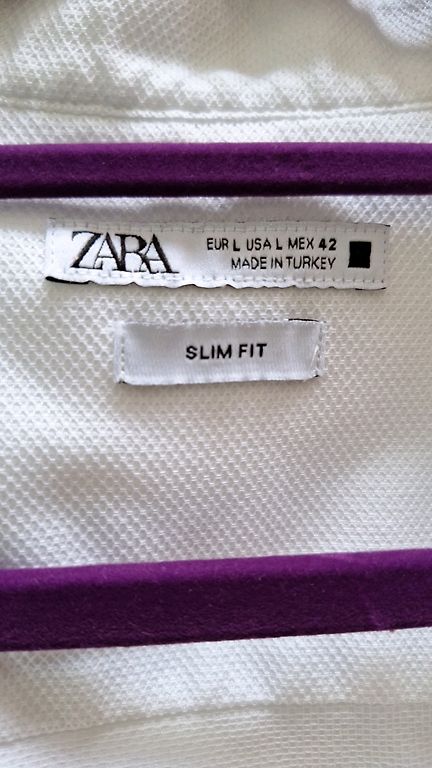 ZARA
EUR L USA L MEX 42
MADE IN TURKEY
SLIM FIT